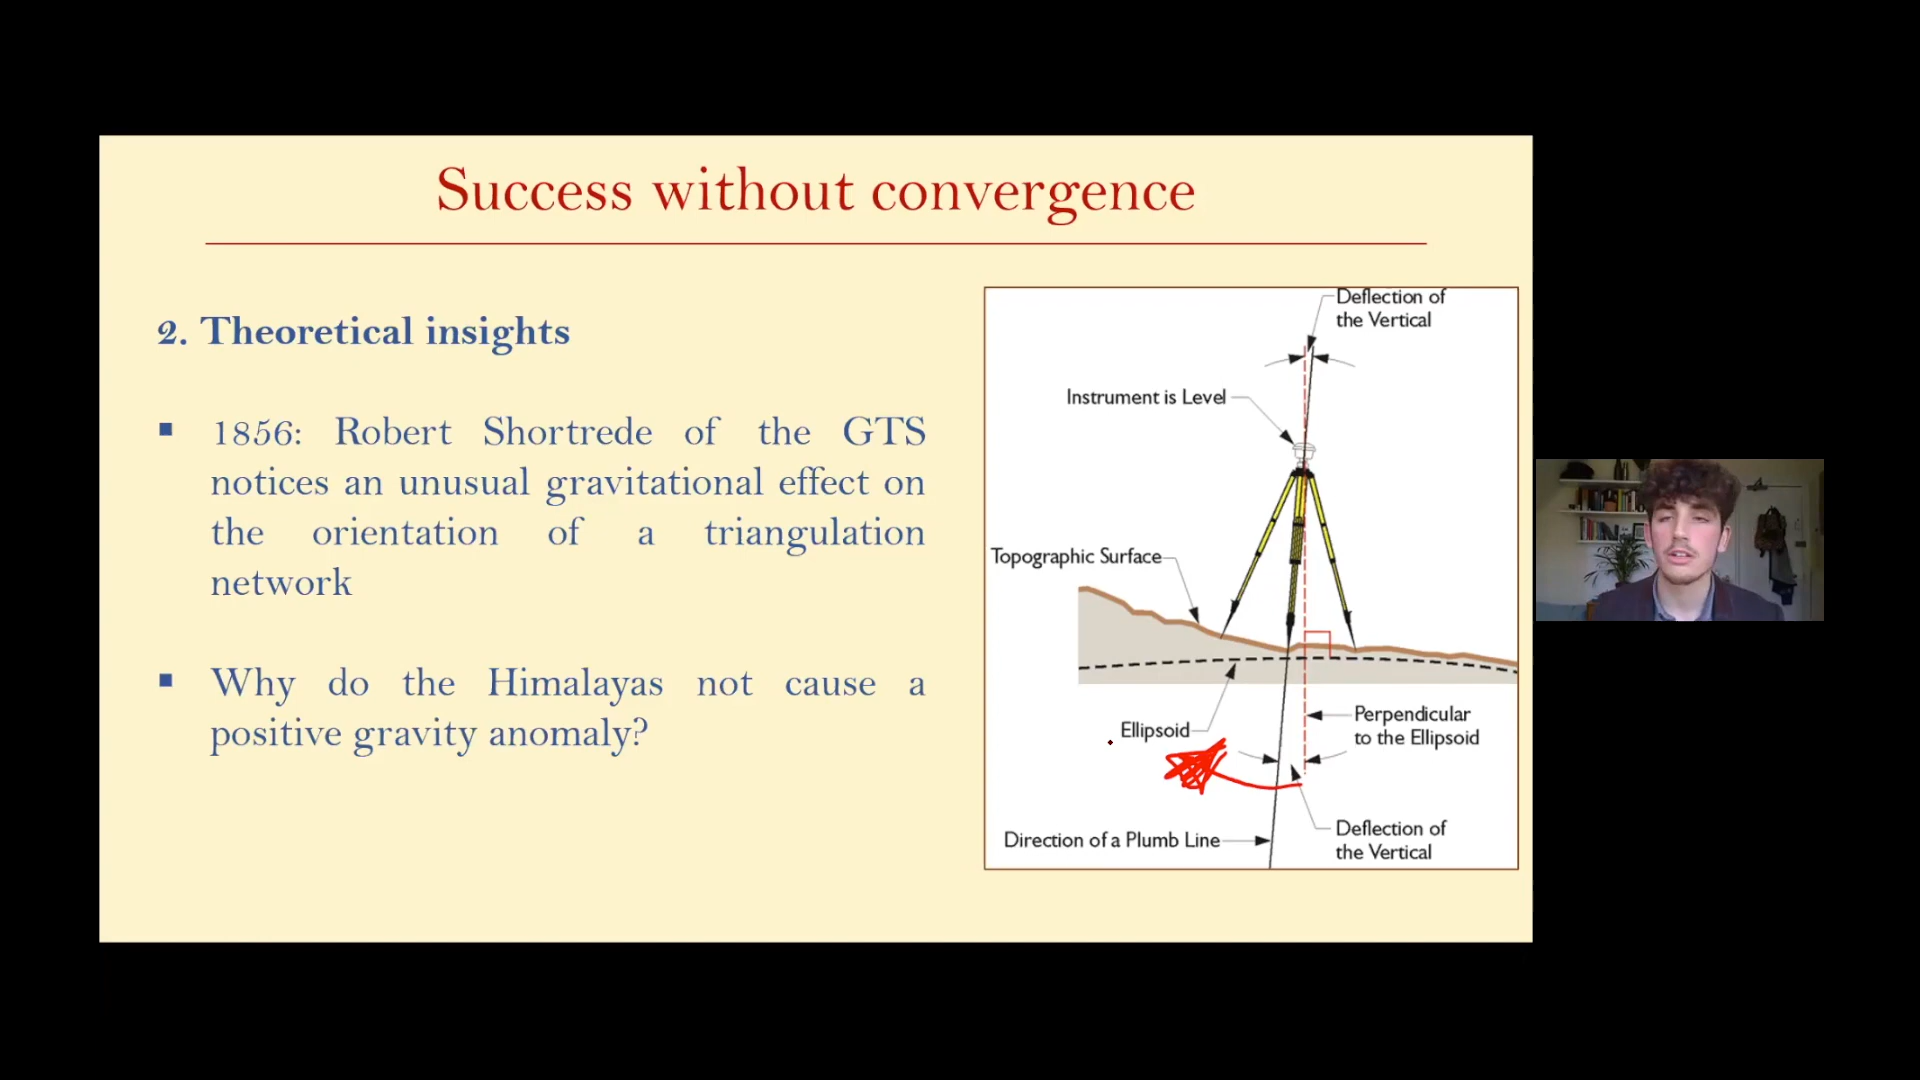 Success without convergence
2. Theoretical insights
▪ 1856: Robert Shortrede of the GTS
notices an unusual gravitational effect on
the orientation of a triangulation
network
▪ Why do the Himalayas not cause a
positive gravity anomaly?
Deflection of
the Vertical
Instrument is Level
Topographic Surface
Ellipsoid
Perpendicular
to the Ellipsoid
Direction of a Plumb Line
Deflection of
the Vertical